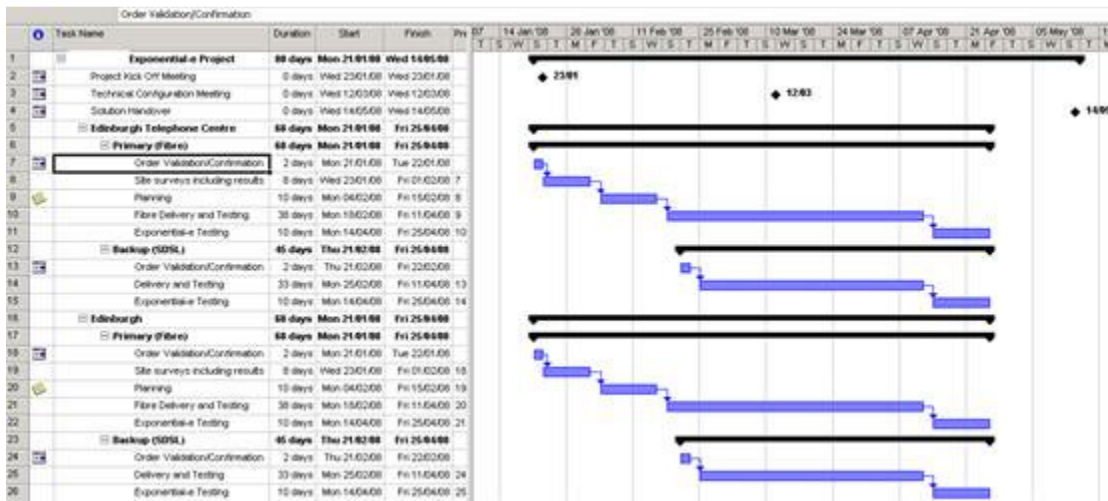 Order Validation/Confirmation
Task Name Duration Start Finish 07 14 Jan '08 28 Jan '08 11 Feb '08 25 Feb '08 10 Mar '08 24 Mar '08 07 Apr '08 21 Apr '08 05 May '08
T S W S T M F T S W S T M F T S W S T M F T S W S T M F T S W S T
1 Exponential-e Project 80 days Mon 21/01/08 Wed 14/05/08
2 Project Kick Off Meeting 0 days Wed 23/01/08 Wed 23/01/08 23/01
3 Technical Configuration Meeting 0 days Wed 12/03/08 Wed 12/03/08 12/03
4 Solution Handover 0 days Wed 14/05/08 Wed 14/05/08 14/05
5 Edinburgh Telephone Centre 68 days Mon 21/01/08 Fri 25/04/08
6 Primary (Fibre) 68 days Mon 21/01/08 Fri 25/04/08
7 Order Validation/Confirmation 2 days Mon 21/01/08 Tue 22/01/08
8 Site surveys including results 8 days Wed 23/01/08 Fri 01/02/08 7
9 Planning 10 days Mon 04/02/08 Fri 15/02/08 8
10 Fibre Delivery and Testing 38 days Mon 18/02/08 Fri 11/04/08 9
11 Exponential-e Testing 10 days Mon 14/04/08 Fri 25/04/08 10
12 Backup (SDSL) 45 days Thu 21/02/08 Fri 25/04/08
13 Order Validation/Confirmation 2 days Thu 21/02/08 Fri 22/02/08
14 Delivery and Testing 33 days Mon 25/02/08 Fri 11/04/08 13
15 Exponential-e Testing 10 days Mon 14/04/08 Fri 25/04/08 14
16 Edinburgh 68 days Mon 21/01/08 Fri 25/04/08
17 Primary (Fibre) 68 days Mon 21/01/08 Fri 25/04/08
18 Order Validation/Confirmation 2 days Mon 21/01/08 Tue 22/01/08
19 Site surveys including results 8 days Wed 23/01/08 Fri 01/02/08 18
20 Planning 10 days Mon 04/02/08 Fri 15/02/08 19
21 Fibre Delivery and Testing 38 days Mon 18/02/08 Fri 11/04/08 20
22 Exponential-e Testing 10 days Mon 14/04/08 Fri 25/04/08 21
23 Backup (SDSL) 45 days Thu 21/02/08 Fri 25/04/08
24 Order Validation/Confirmation 2 days Thu 21/02/08 Fri 22/02/08
25 Delivery and Testing 33 days Mon 25/02/08 Fri 11/04/08 24
26 Exponential-e Testing 10 days Mon 14/04/08 Fri 25/04/08 25